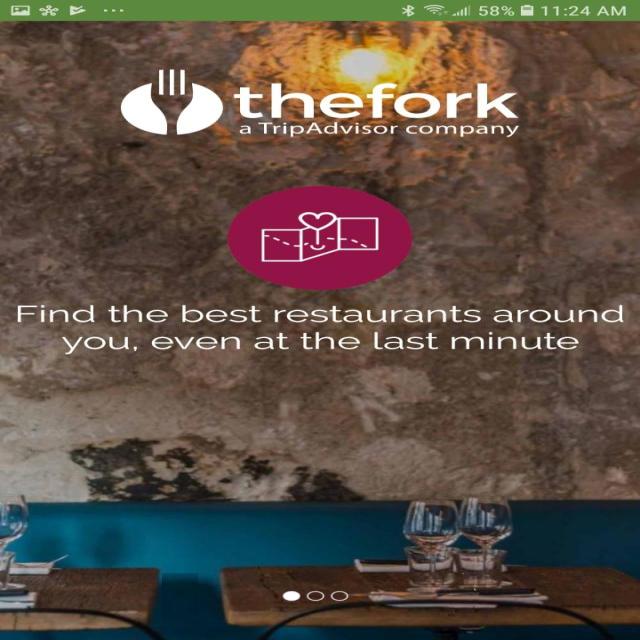 58% 11:24 AM
thefork
a TripAdvisor company
Find the best restaurants around
you, even at the last minute